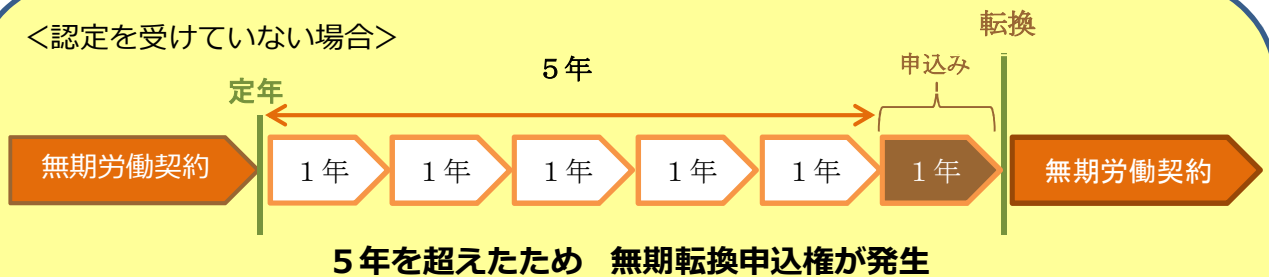 ＜認定を受けていない場合＞
転換
５年
申込み
定年
無期労働契約
１年
１年
１年
１年
１年
１年
無期労働契約
５年を超えたため　無期転換申込権が発生